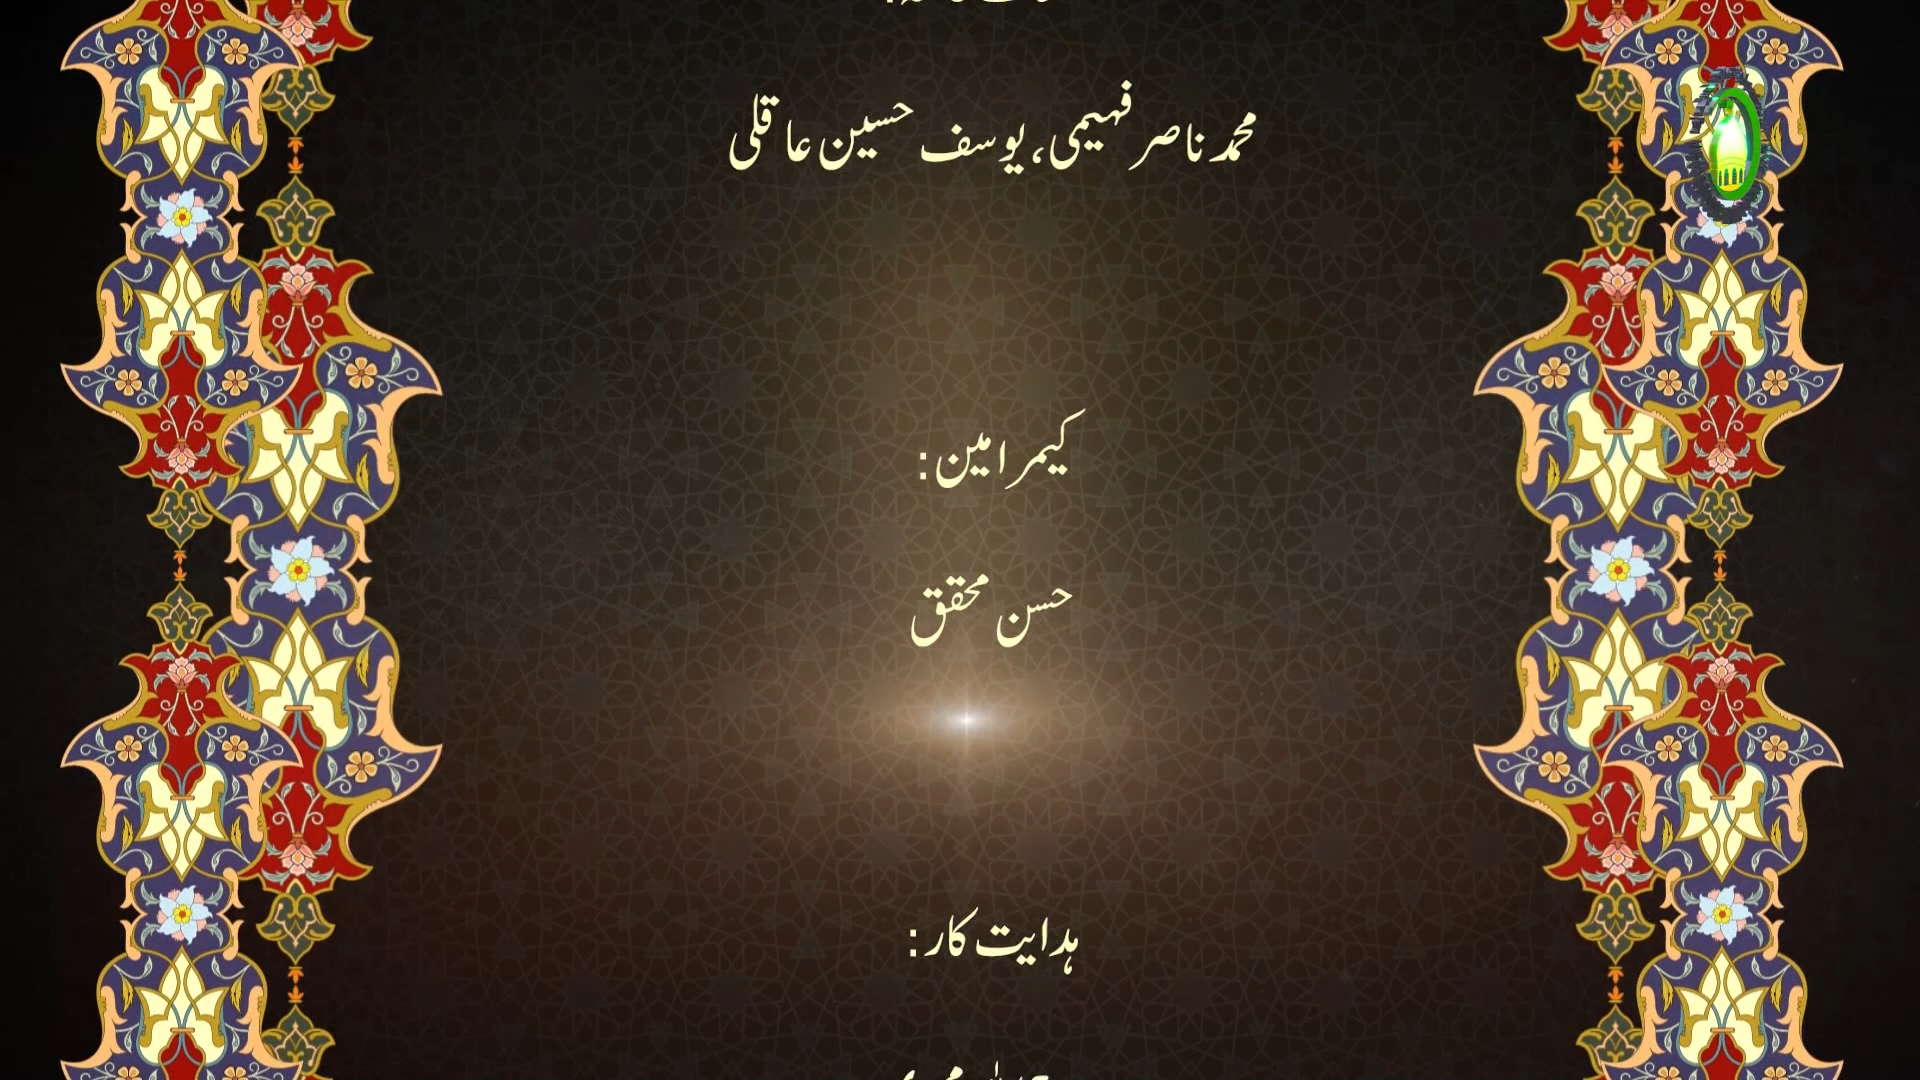 محمد ناصر فہیمی، یوسف حسین عاقلی
کیمرامین:
حسن محقق
ہدایت کار: